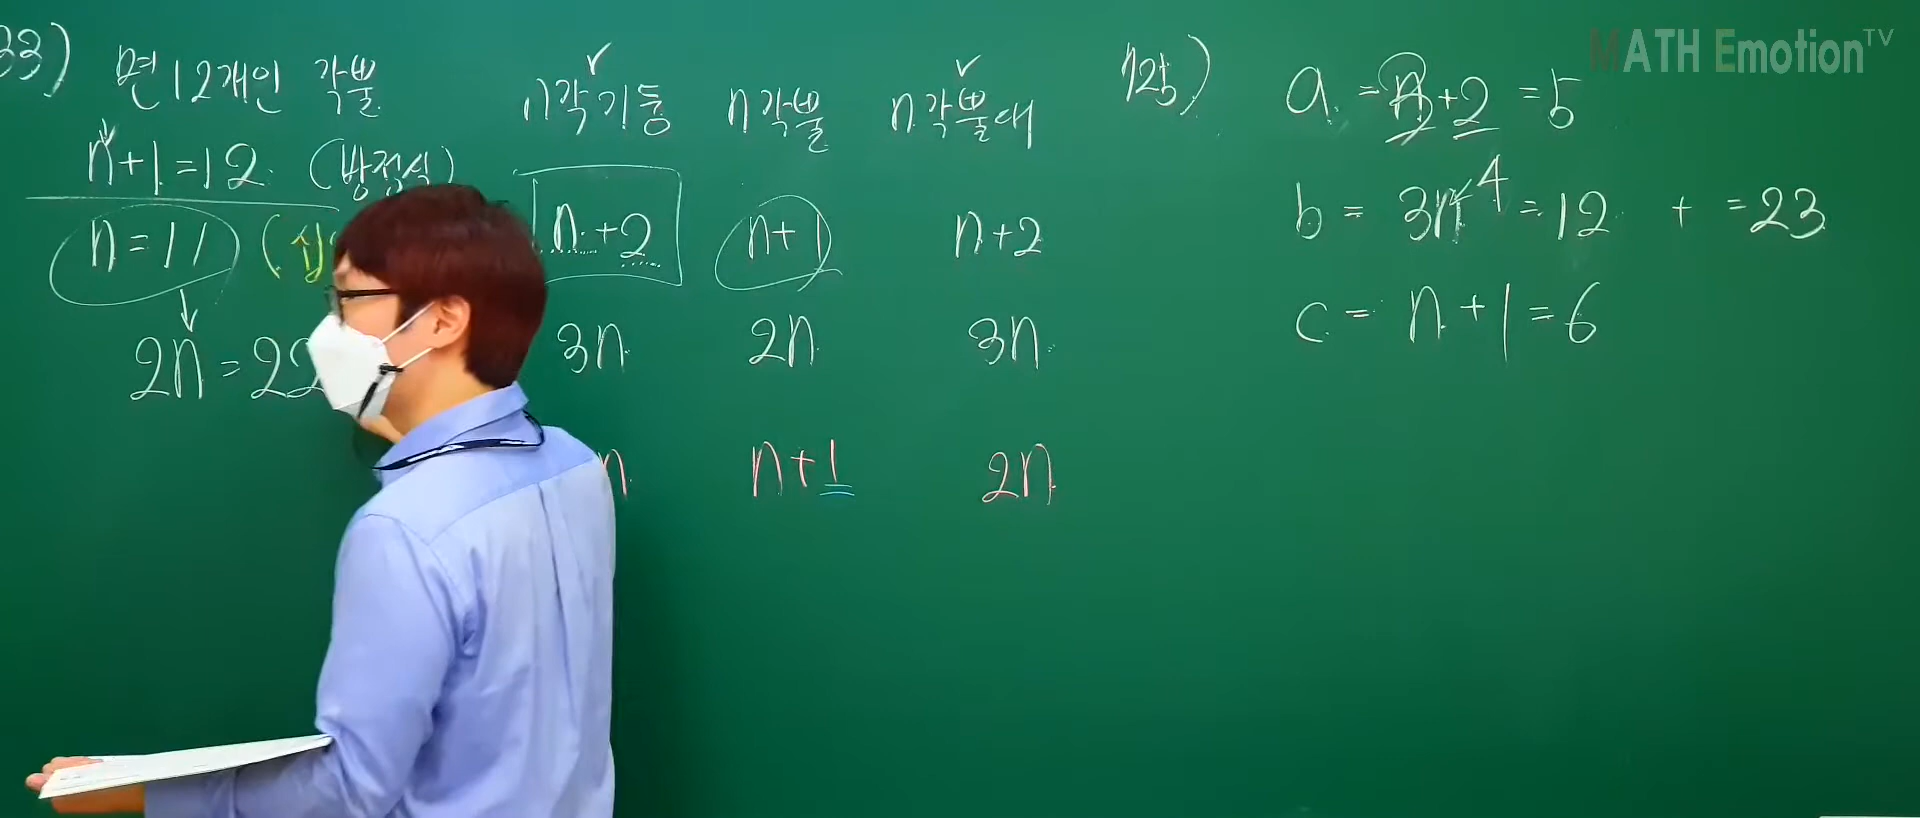 33)
면 12개인 각뿔
n+1=12. (방정식)
n=11 (십
2n=22
n각기둥 n각뿔 n각뿔대
n+2 n+1 n+2
3n 2n 3n
n n+1 2n
a = n+2 =5
b = 3n 4 =12 + =23
c = n+1=6
MATH Emotion TV